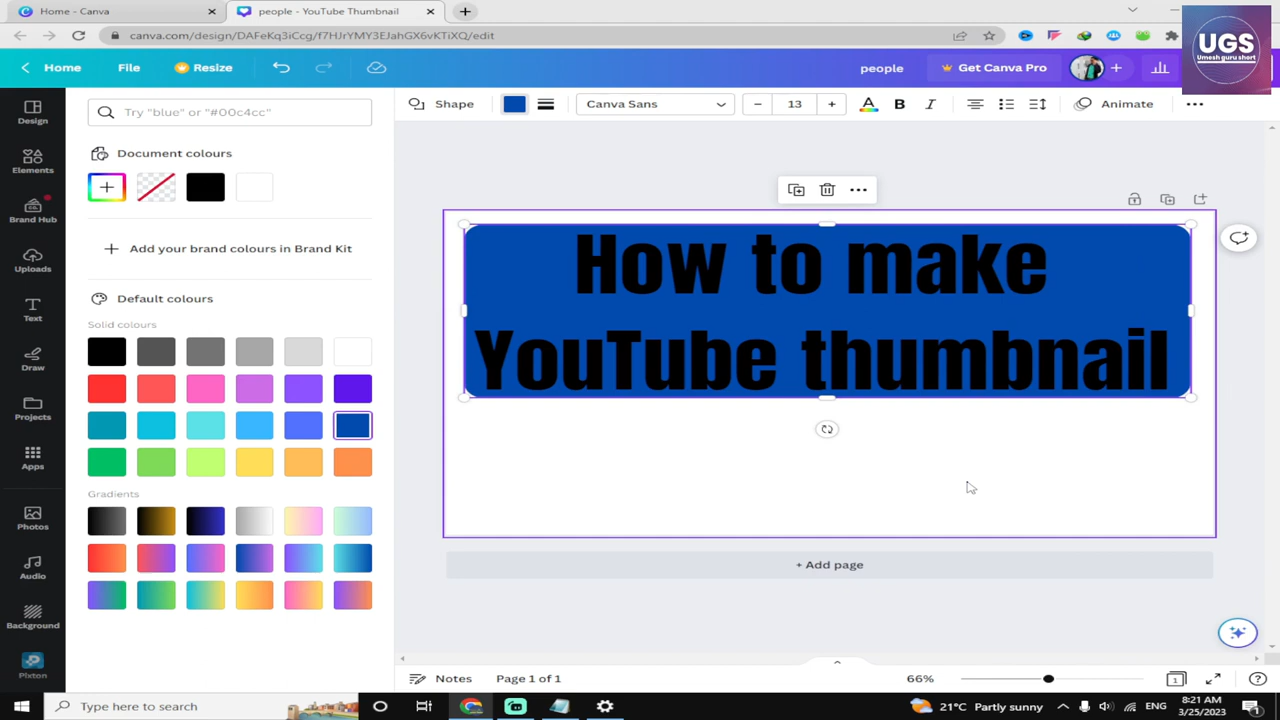 Home - Canva
people - YouTube Thumbnail
canva.com/design/DAFeKq3iCcg/f7HJrYMY3EJahGX6vKTiXQ/edit
UGS
Umesh guru short
Home
File
Resize
people
Get Canva Pro
Design
Elements
Brand Hub
Uploads
Text
Draw
Projects
Apps
Photos
Audio
Background
Pixton
Try "blue" or "#00c4cc"
Document colours
Add your brand colours in Brand Kit
Default colours
Solid colours
Gradients
Shape
Canva Sans
13
A
B
I
Animate
How to make
YouTube thumbnail
+ Add page
Notes
Page 1 of 1
66%
1
Type here to search
21°C Partly sunny
ENG
8:21 AM
3/25/2023